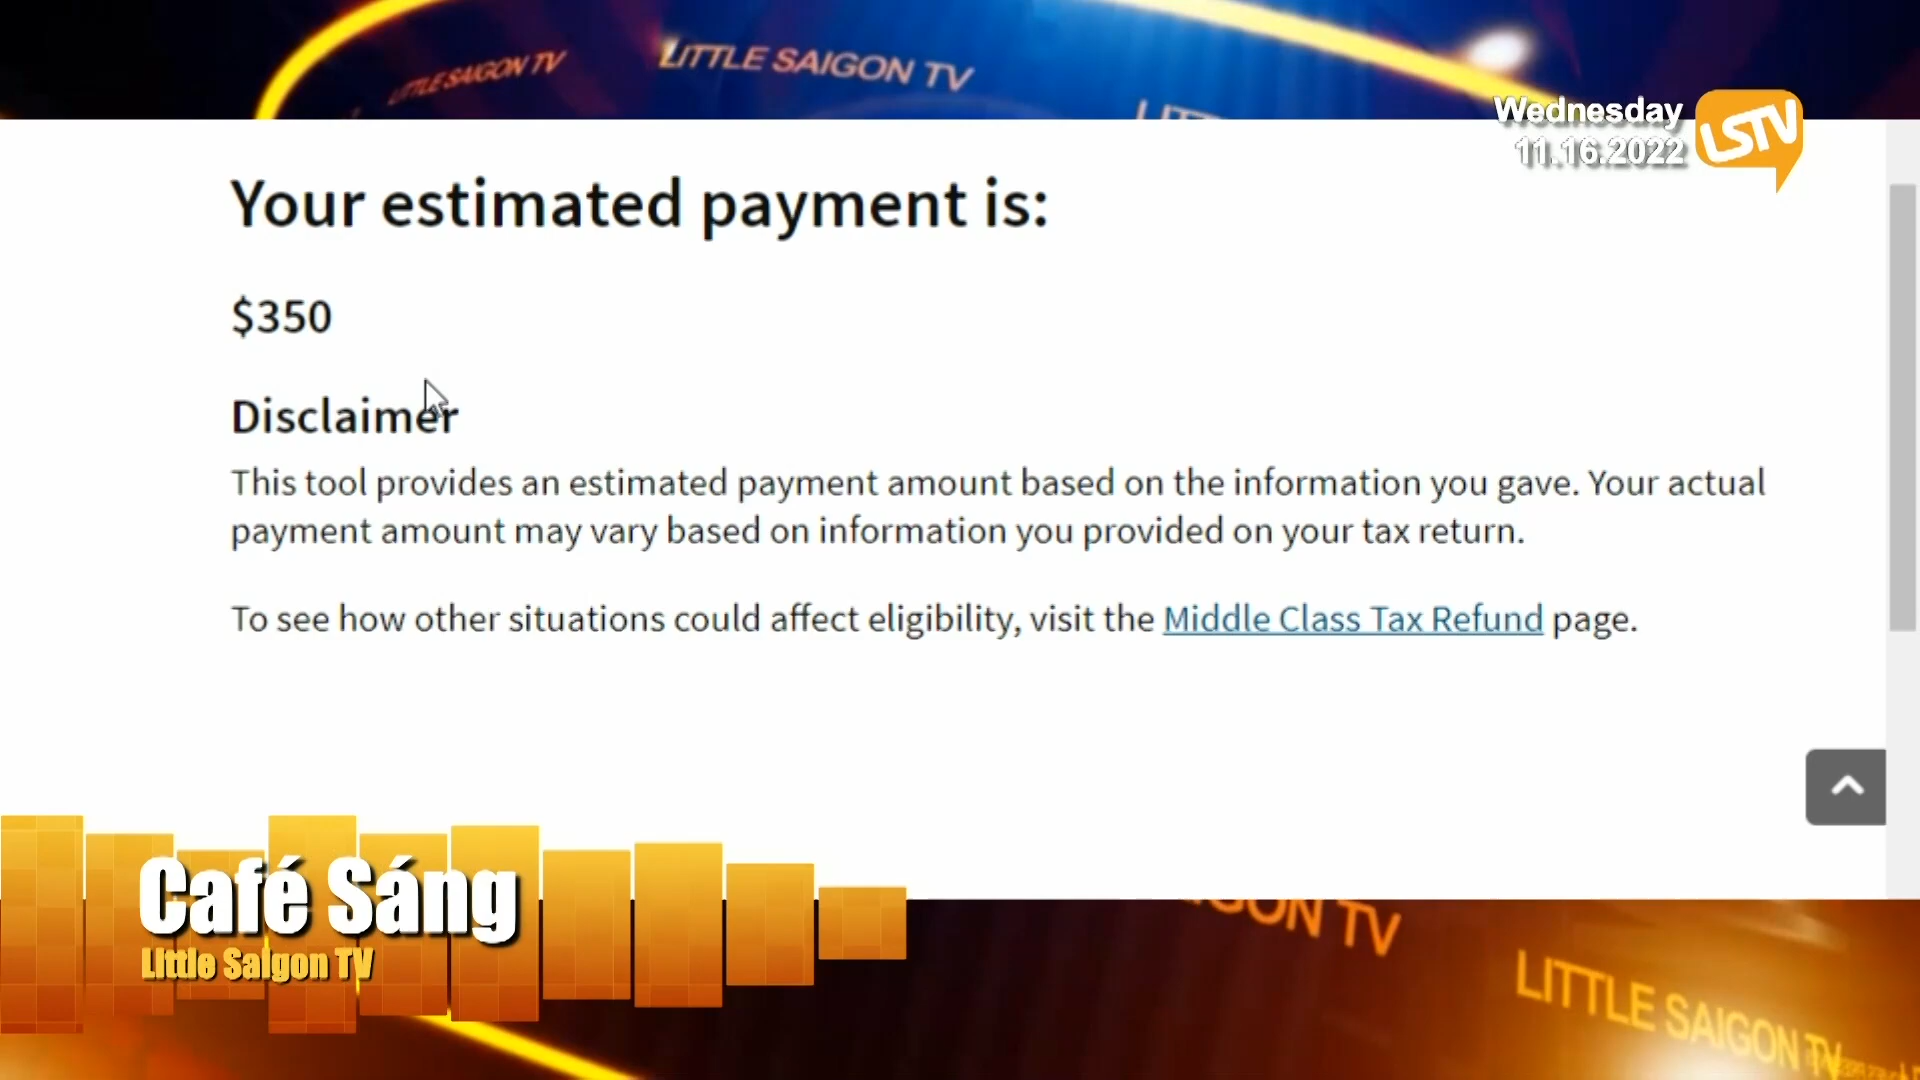 LITTLE SAIGON TV
LITTLE SAIGON TV
Wednesday
11.16.2022
LSTV
Your estimated payment is:
$350
Disclaimer
This tool provides an estimated payment amount based on the information you gave. Your actual
payment amount may vary based on information you provided on your tax return.
To see how other situations could affect eligibility, visit the Middle Class Tax Refund page.
Café Sáng
Little Saigon TV
GON TV
LITTLE SAIGON TV